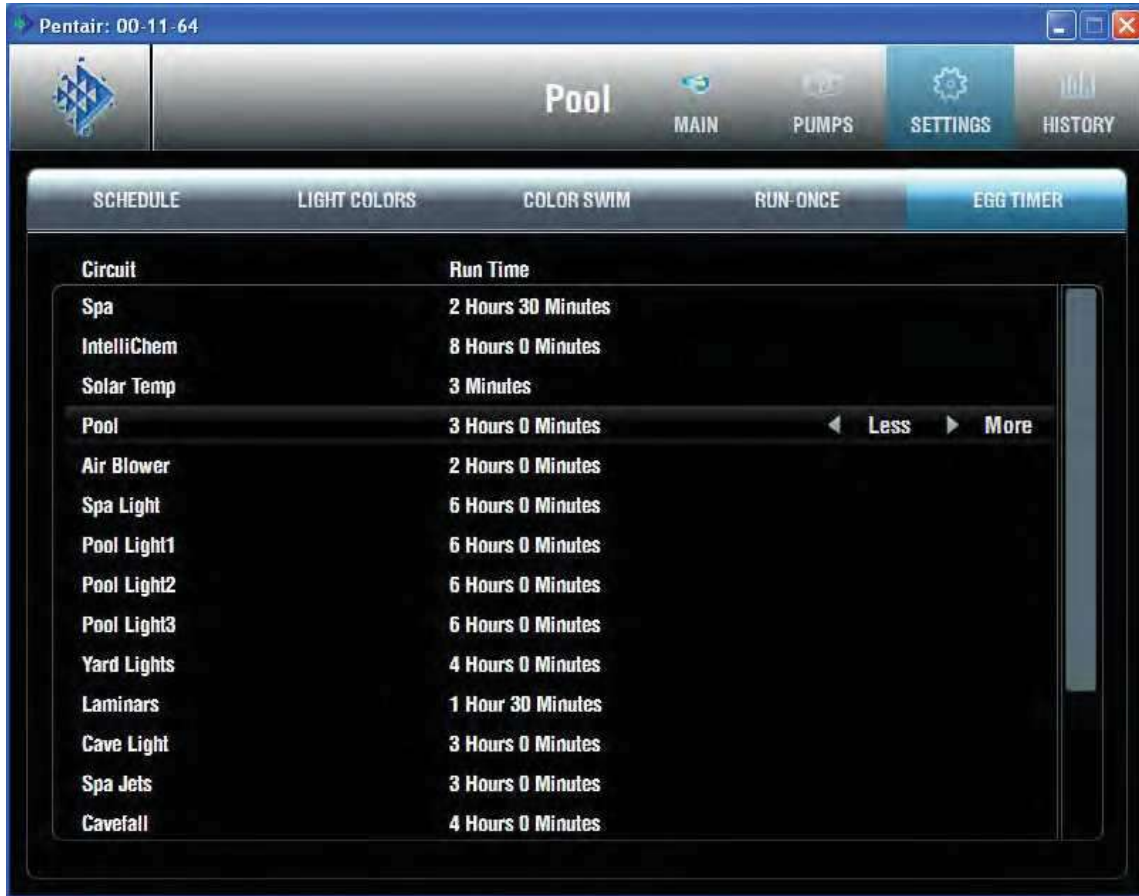 Pentair: 00-11-64
Pool
MAIN
PUMPS
SETTINGS
HISTORY
SCHEDULE LIGHT COLORS COLOR SWIM RUN-ONCE EGG TIMER
Circuit Run Time
Spa 2 Hours 30 Minutes
IntelliChem 8 Hours 0 Minutes
Solar Temp 3 Minutes
Pool 3 Hours 0 Minutes Less More
Air Blower 2 Hours 0 Minutes
Spa Light 6 Hours 0 Minutes
Pool Light1 6 Hours 0 Minutes
Pool Light2 6 Hours 0 Minutes
Pool Light3 6 Hours 0 Minutes
Yard Lights 4 Hours 0 Minutes
Laminars 1 Hour 30 Minutes
Cave Light 3 Hours 0 Minutes
Spa Jets 3 Hours 0 Minutes
Cavefall 4 Hours 0 Minutes